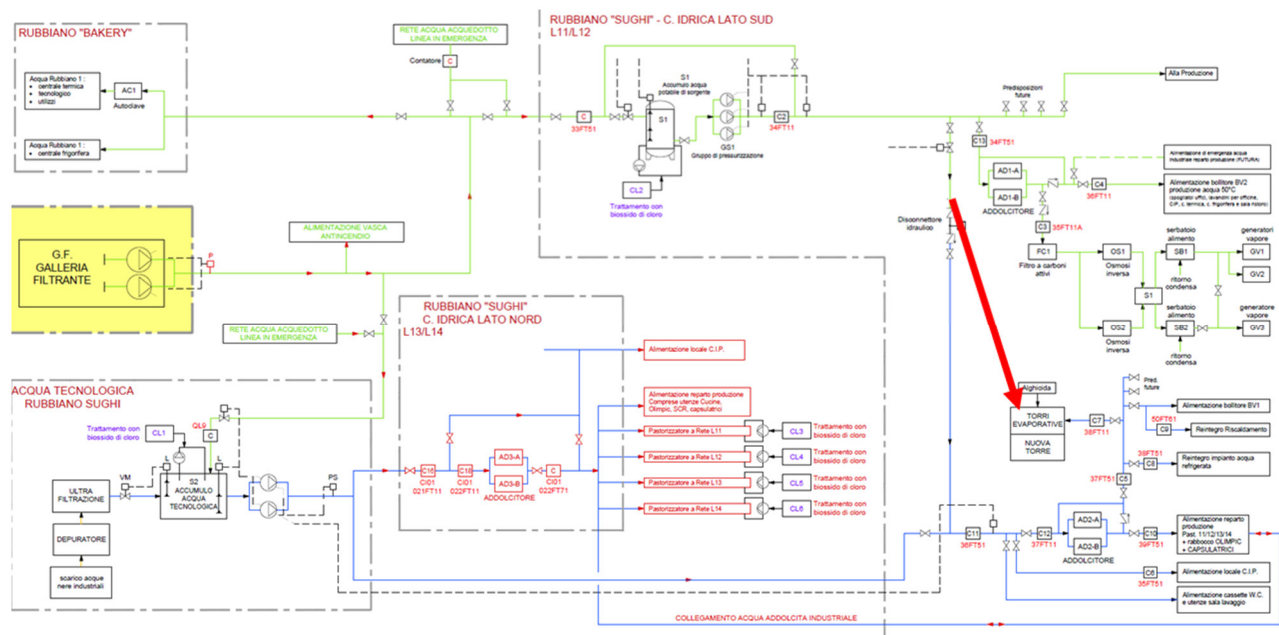 RUBBIANO "BAKERY"
Acqua Rubbiano 1 :
• centrale termica
• tecnologico
• utilizzi
AC1
Autoclave
Acqua Rubbiano 1 :
• centrale frigorifera
RETE ACQUA ACQUEDOTTO
LINEA IN EMERGENZA
Contatore
C
RUBBIANO "SUGHI" - C. IDRICA LATO SUD
L11/L12
C
33FT51
S1
Accumulo acqua
potabile di sorgente
S1
CL2
Trattamento con
biossido di cloro
GS1
Gruppo di pressurizzazione
C2
34FT11
Predisposizioni
future
Alla Produzione
C13
34FT51
AD1-A
AD1-B
ADDOLCITORE
Alimentazione di emergenza acqua
industriale reparto produzione (FUTURA)
C4
36FT11
Alimentazione bollitore BV2
produzione acqua 50°C
C3
35FT11A
FC1
Filtro a carboni
attivi
OS1
Osmosi
inversa
S1
OS2
Osmosi
inversa
serbatoio
alimento
SB1
ritorno
condensa
serbatoio
alimento
SB2
ritorno
condensa
generatori
vapore
GV1
GV2
generatore
vapore
GV3
Disconnettore
idraulico
G.F.
GALLERIA
FILTRANTE
P
ALIMENTAZIONE VASCA
ANTINCENDIO
RETE ACQUA ACQUEDOTTO
LINEA IN EMERGENZA
RUBBIANO "SUGHI"
C. IDRICA LATO NORD
L13/L14
Alimentazione locale C.I.P.
Alimentazione reparto produzione
Comprese utenze Cucine,
Olimpic, SCR, capsulatrici
Pastorizzatore a Rete L11
CL3
Trattamento con
biossido di cloro
Pastorizzatore a Rete L12
CL4
Trattamento con
biossido di cloro
Pastorizzatore a Rete L13
CL5
Trattamento con
biossido di cloro
Pastorizzatore a Rete L14
CL6
Trattamento con
biossido di cloro
C16
CI01
021FT11
C18
CI01
022FT11
AD3-A
AD3-B
ADDOLCITORE
C
CI01
022FT71
ACQUA TECNOLOGICA
RUBBIANO SUGHI
Trattamento con
biossido di cloro
CL1
QL9
C
L
L
VM
S2
ACCUMULO
ACQUA
TECNOLOGICA
PS
ULTRA
FILTRAZIONE
DEPURATORE
scarico acque
nere industriali
Alghicida
TORRI
EVAPORATIVE
NUOVA
TORRE
C7
38FT11
Pred.
future
Alimentazione bollitore BV1
50FT61
C9
Reintegro Riscaldamento
38FT51
C8
Reintegro impianto acqua
refrigerata
37FT51
C5
C11
36FT51
C12
37FT11
AD2-A
AD2-B
ADDOLCITORE
C10
39FT51
Alimentazione reparto
produzione
Past. 11/12/13/14
+ rabbocco OLIMPIC
+ CAPSULATRICI
C6
35FT51
Alimentazione locale C.I.P.
Alimentazione cassette W.C.
e utenze sala lavaggio
COLLEGAMENTO ACQUA ADDOLCITA INDUSTRIALE